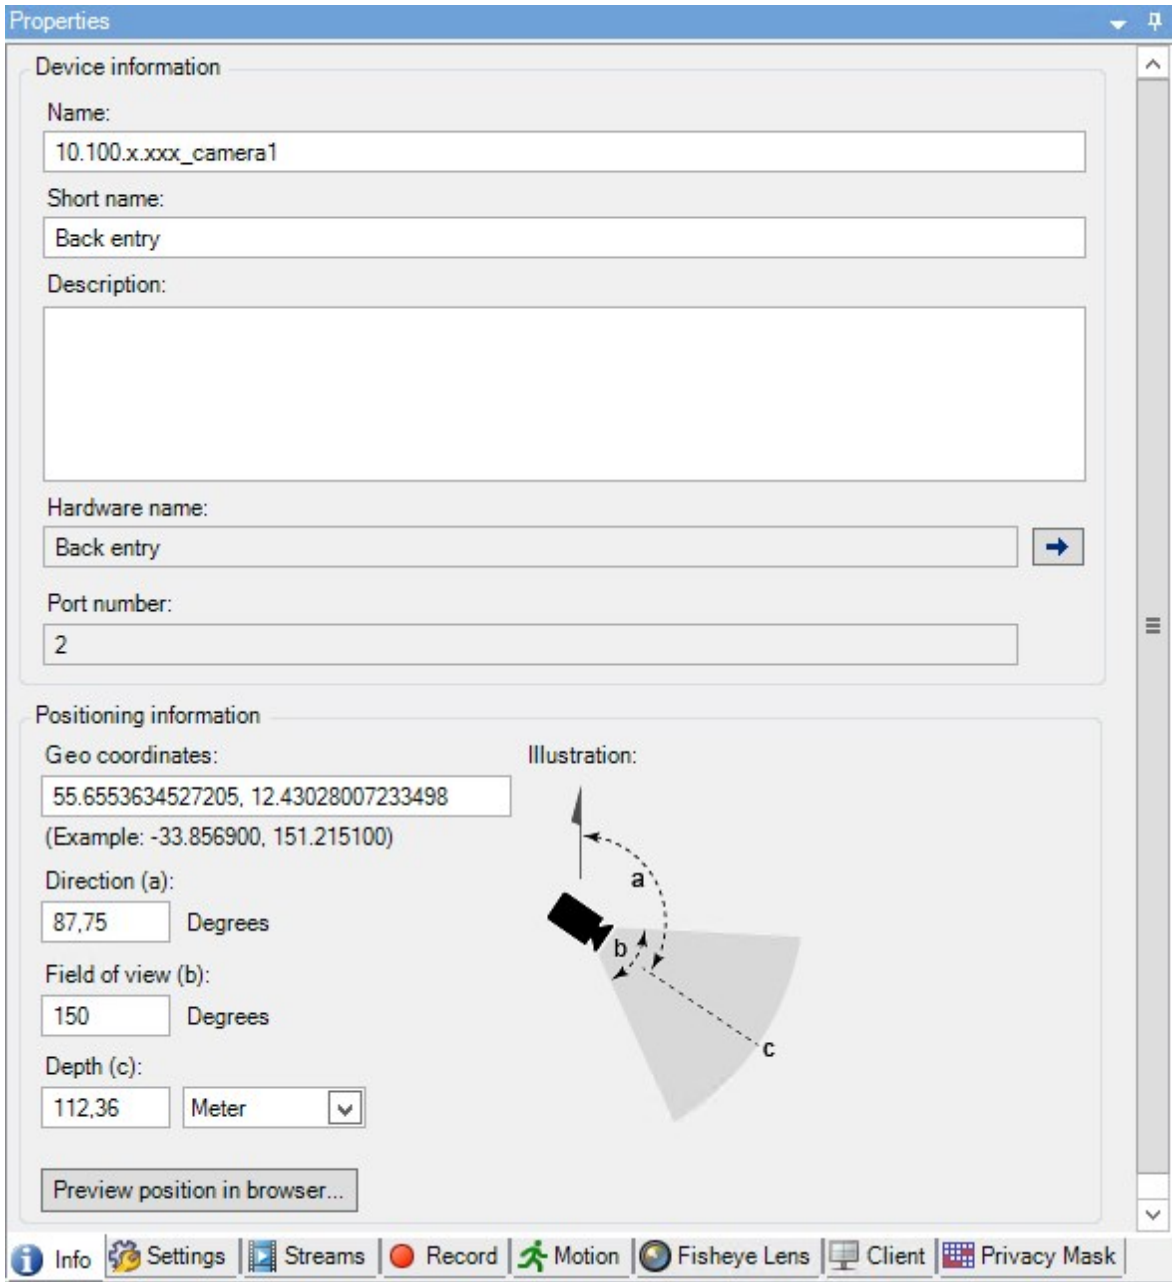 Properties
Device information
Name:
10.100.x.xxx_camera1
Short name:
Back entry
Description:
Hardware name:
Back entry
Port number:
2
Positioning information
Geo coordinates:
Illustration:
55.6553634527205, 12.43028007233498
(Example: -33.856900, 151.215100)
Direction (a):
87,75 Degrees
Field of view (b):
150 Degrees
Depth (c):
112,36 Meter
a
b
c
Preview position in browser...
Info Settings Streams Record Motion Fisheye Lens Client Privacy Mask